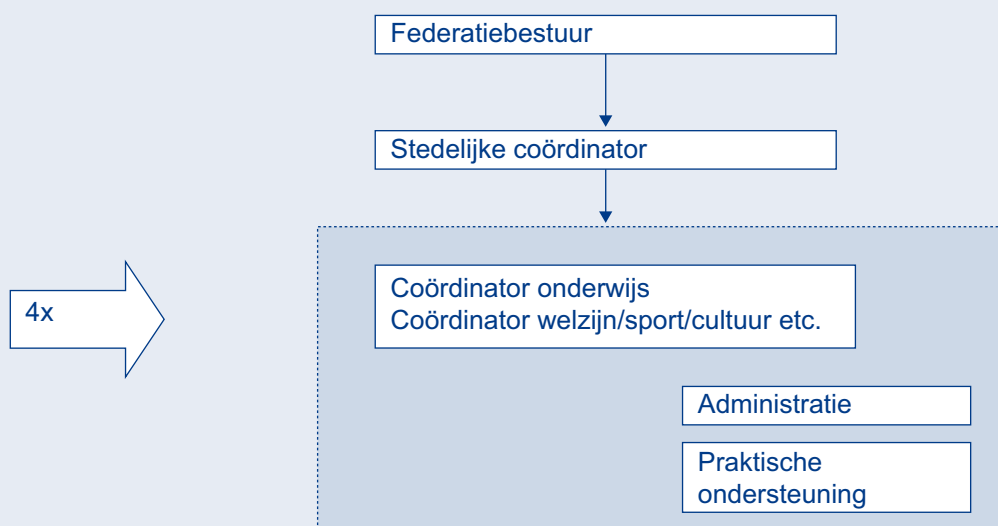 Federatiebestuur
Stedelijke coördinator
4x
Coördinator onderwijs
Coördinator welzijn/sport/cultuur etc.
Administratie
Praktische
ondersteuning